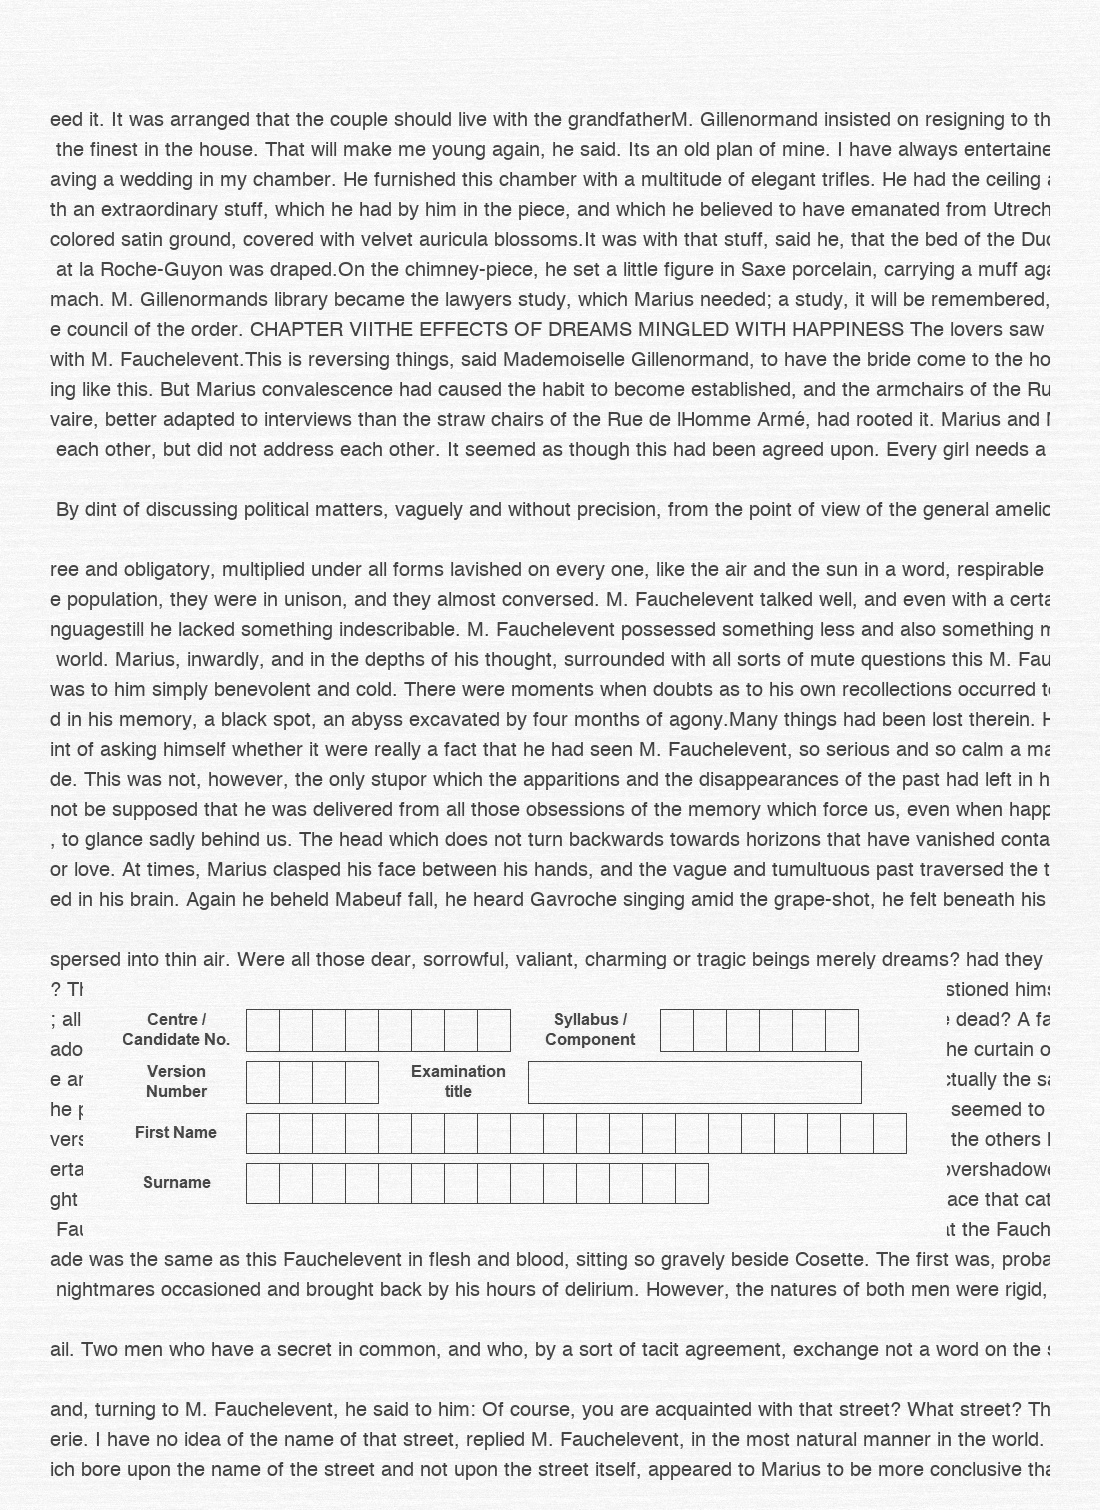 eed it. It was arranged that the couple should live with the grandfatherM. Gillenormand insisted on resigning to th
the finest in the house. That will make me young again, he said. Its an old plan of mine. I have always entertaine
aving a wedding in my chamber. He furnished this chamber with a multitude of elegant trifles. He had the ceiling
th an extraordinary stuff, which he had by him in the piece, and which he believed to have emanated from Utrech
colored satin ground, covered with velvet auricula blossoms.It was with that stuff, said he, that the bed of the Duc
at la Roche-Guyon was draped.On the chimney-piece, he set a little figure in Saxe porcelain, carrying a muff aga
mach. M. Gillenormands library became the lawyers study, which Marius needed; a study, it will be remembered,
e council of the order. CHAPTER VIITHE EFFECTS OF DREAMS MINGLED WITH HAPPINESS The lovers saw
with M. Fauchelevent.This is reversing things, said Mademoiselle Gillenormand, to have the bride come to the ho
ing like this. But Marius convalescence had caused the habit to become established, and the armchairs of the Ru
vaire, better adapted to interviews than the straw chairs of the Rue de lHomme Armé, had rooted it. Marius and
each other, but did not address each other. It seemed as though this had been agreed upon. Every girl needs a
By dint of discussing political matters, vaguely and without precision, from the point of view of the general amelio
ree and obligatory, multiplied under all forms lavished on every one, like the air and the sun in a word, respirable
e population, they were in unison, and they almost conversed. M. Fauchelevent talked well, and even with a certa
nguagestill he lacked something indescribable. M. Fauchelevent possessed something less and also something m
world. Marius, inwardly, and in the depths of his thought, surrounded with all sorts of mute questions this M. Fau
was to him simply benevolent and cold. There were moments when doubts as to his own recollections occurred to
d in his memory, a black spot, an abyss excavated by four months of agony.Many things had been lost therein. H
int of asking himself whether it were really a fact that he had seen M. Fauchelevent, so serious and so calm a ma
de. This was not, however, the only stupor which the apparitions and the disappearances of the past had left in h
not be supposed that he was delivered from all those obsessions of the memory which force us, even when happ
, to glance sadly behind us. The head which does not turn backwards towards horizons that have vanished conta
or love. At times, Marius clasped his face between his hands, and the vague and tumultuous past traversed the t
ed in his brain. Again he beheld Mabeuf fall, he heard Gavroche singing amid the grape-shot, he felt beneath his
spersed into thin air. Were all those dear, sorrowful, valiant, charming or tragic beings merely dreams? had they
? Th stioned hims
; all dead? A fa
Centre / Candidate No. Syllabus / Component
ado he curtain o
e ar ctually the sa
Version Number Examination title
he p seemed to
vers the others
First Name
erta overshadowe
Surname
ght ace that cat
Fau at the Fauch
ade was the same as this Fauchelevent in flesh and blood, sitting so gravely beside Cosette. The first was, proba
nightmares occasioned and brought back by his hours of delirium. However, the natures of both men were rigid,
ail. Two men who have a secret in common, and who, by a sort of tacit agreement, exchange not a word on the
and, turning to M. Fauchelevent, he said to him: Of course, you are acquainted with that street? What street? Th
erie. I have no idea of the name of that street, replied M. Fauchelevent, in the most natural manner in the world.
ich bore upon the name of the street and not upon the street itself, appeared to Marius to be more conclusive tha